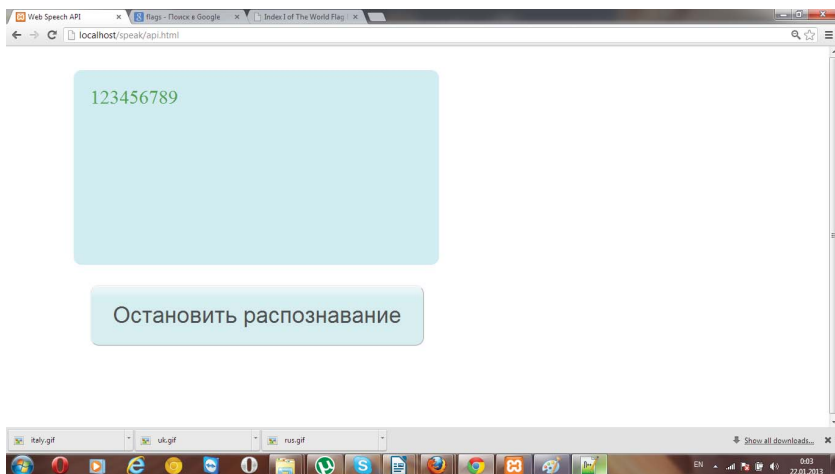 Web Speech API
flags - Поиск в Google
Index I of The World Flag
localhost/speak/api.html
123456789
Остановить распознавание
italy.gif
uk.gif
rus.gif
Show all downloads...
EN
0:03
22.01.2013